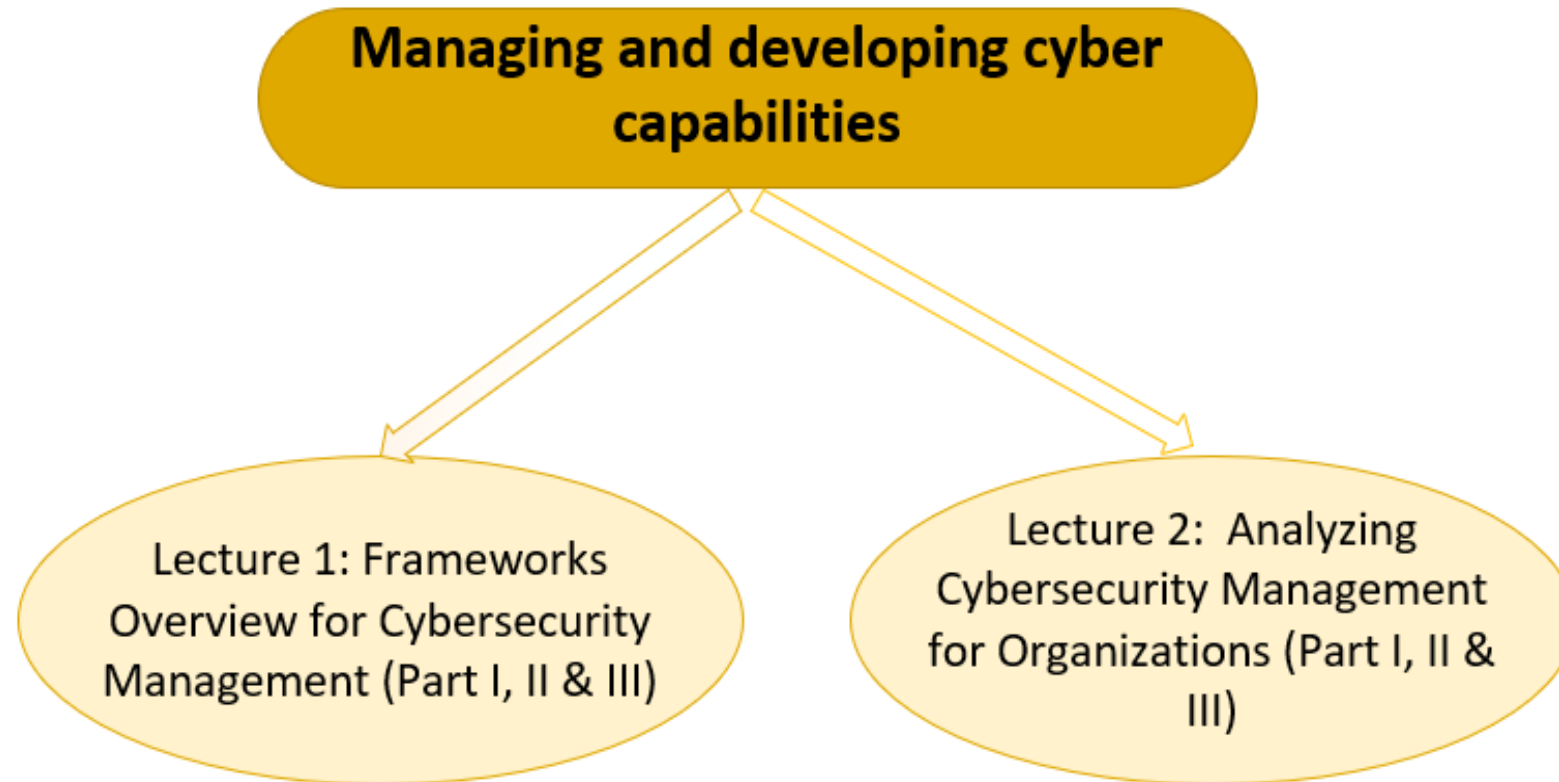 Managing and developing cyber
capabilities
Lecture 1: Frameworks
Overview for Cybersecurity
Management (Part I, II & III)
Lecture 2:  Analyzing
Cybersecurity Management
for Organizations (Part I, II &
III)